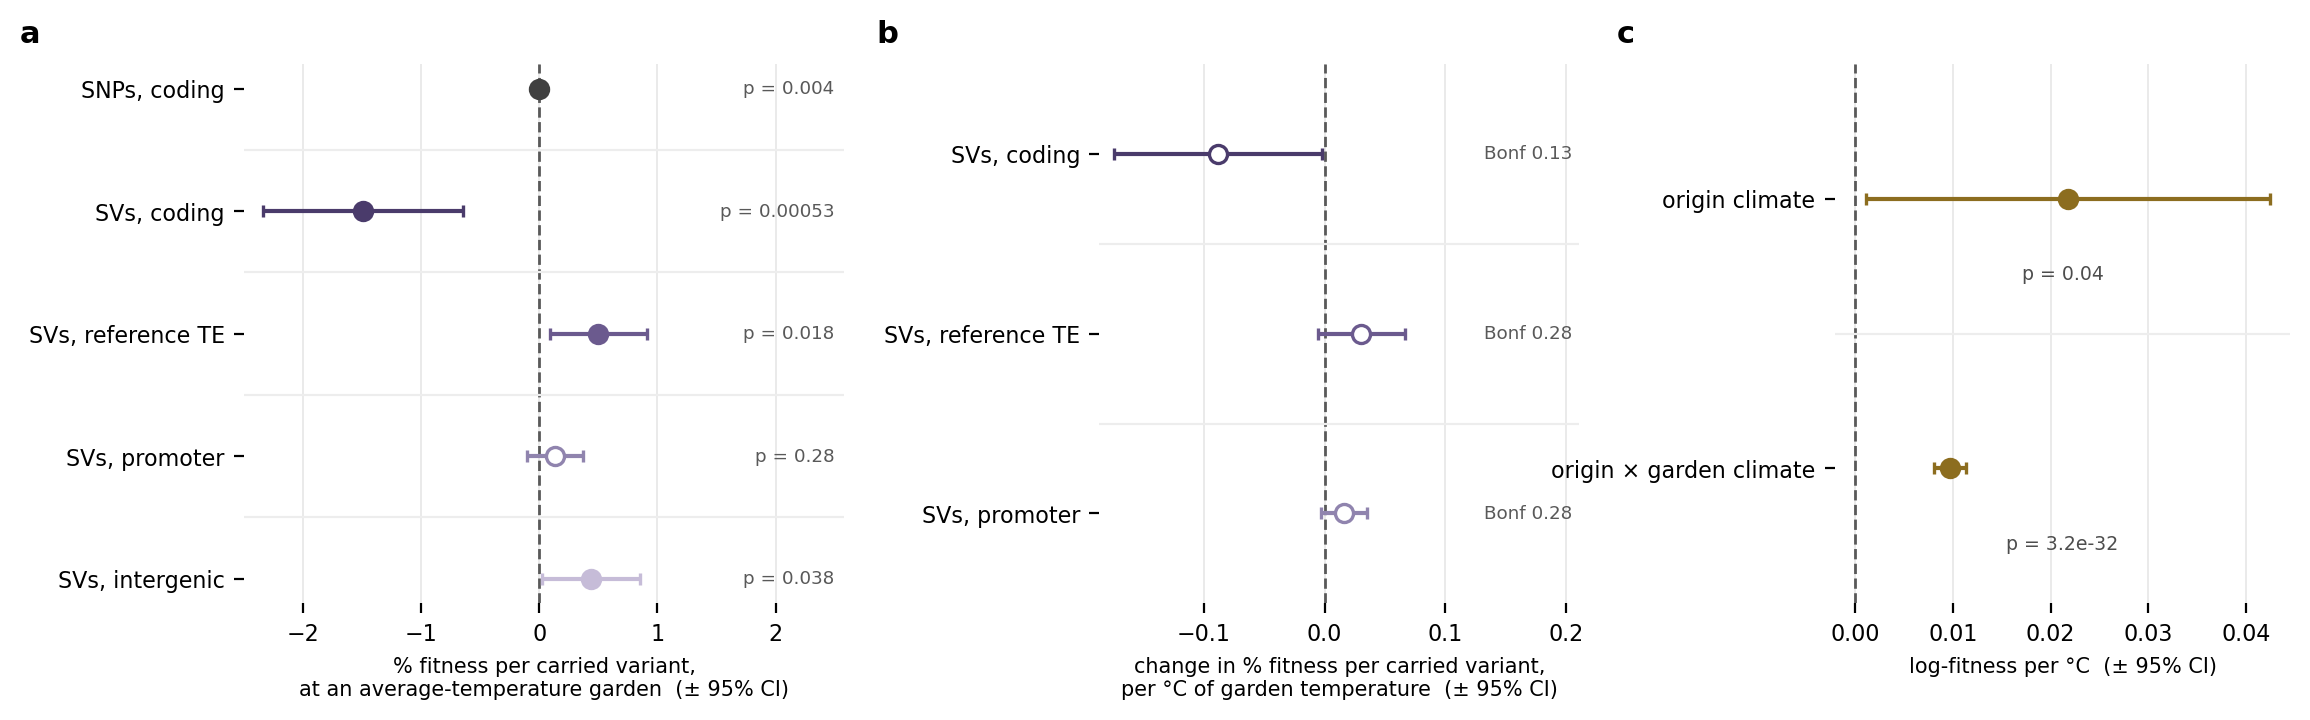 a
SNPs, coding
p = 0.004
SVs, coding
p = 0.00053
SVs, reference TE
p = 0.018
SVs, promoter
p = 0.28
SVs, intergenic
p = 0.038
−2 −1 0 1 2
% fitness per carried variant,
at an average-temperature garden (± 95% CI)
b
SVs, coding
Bonf 0.13
SVs, reference TE
Bonf 0.28
SVs, promoter
Bonf 0.28
−0.1 0.0 0.1 0.2
change in % fitness per carried variant,
per °C of garden temperature (± 95% CI)
c
origin climate
p = 0.04
origin × garden climate
p = 3.2e-32
0.00 0.01 0.02 0.03 0.04
log-fitness per °C (± 95% CI)